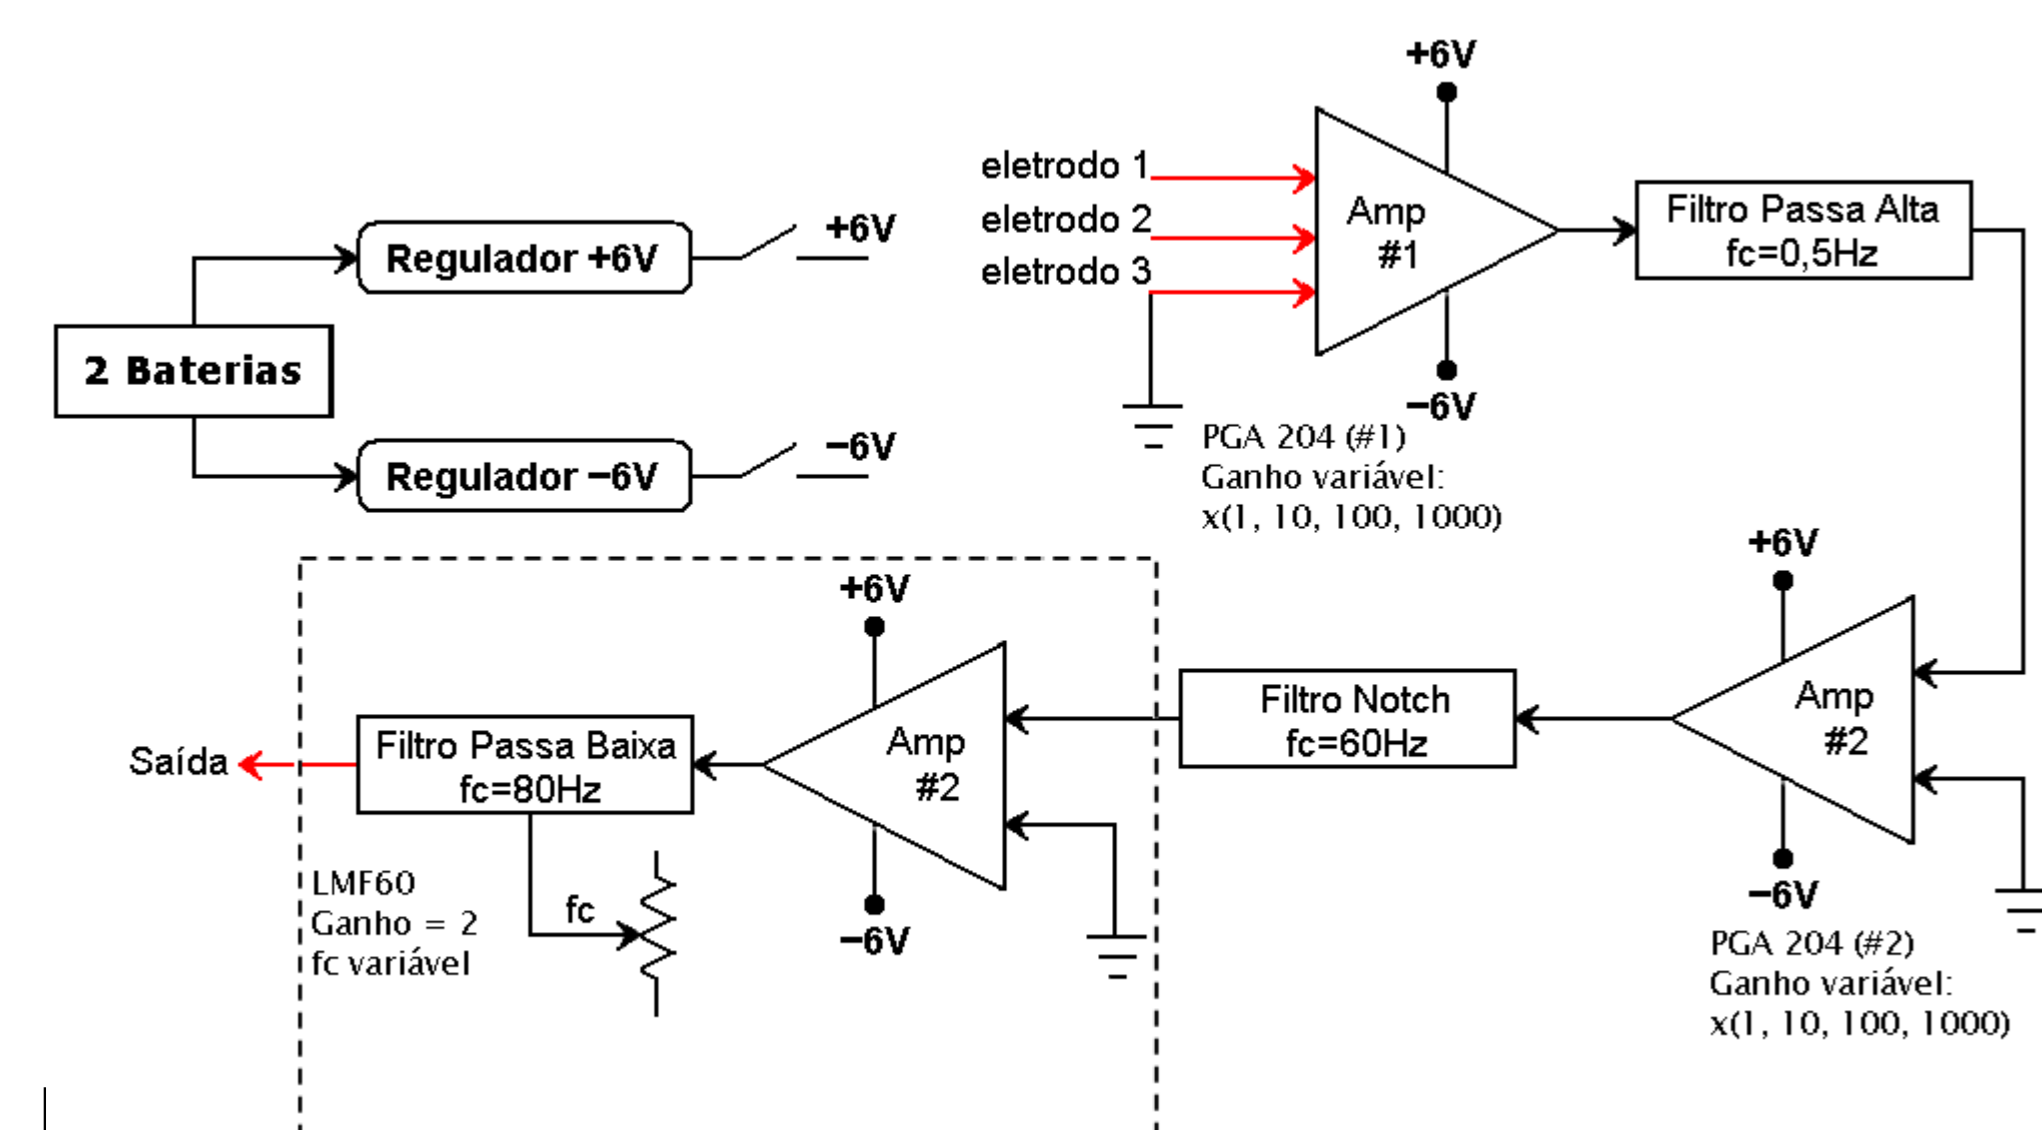 2 Baterias
Regulador +6V
+6V
Regulador −6V
−6V
eletrodo 1
eletrodo 2
eletrodo 3
+6V
Amp
#1
−6V
PGA 204 (#1)
Ganho variável:
x(1, 10, 100, 1000)
Filtro Passa Alta
fc=0,5Hz
+6V
Amp
#2
−6V
PGA 204 (#2)
Ganho variável:
x(1, 10, 100, 1000)
Filtro Notch
fc=60Hz
+6V
Amp
#2
−6V
Filtro Passa Baixa
fc=80Hz
fc
LMF60
Ganho = 2
fc variável
Saída